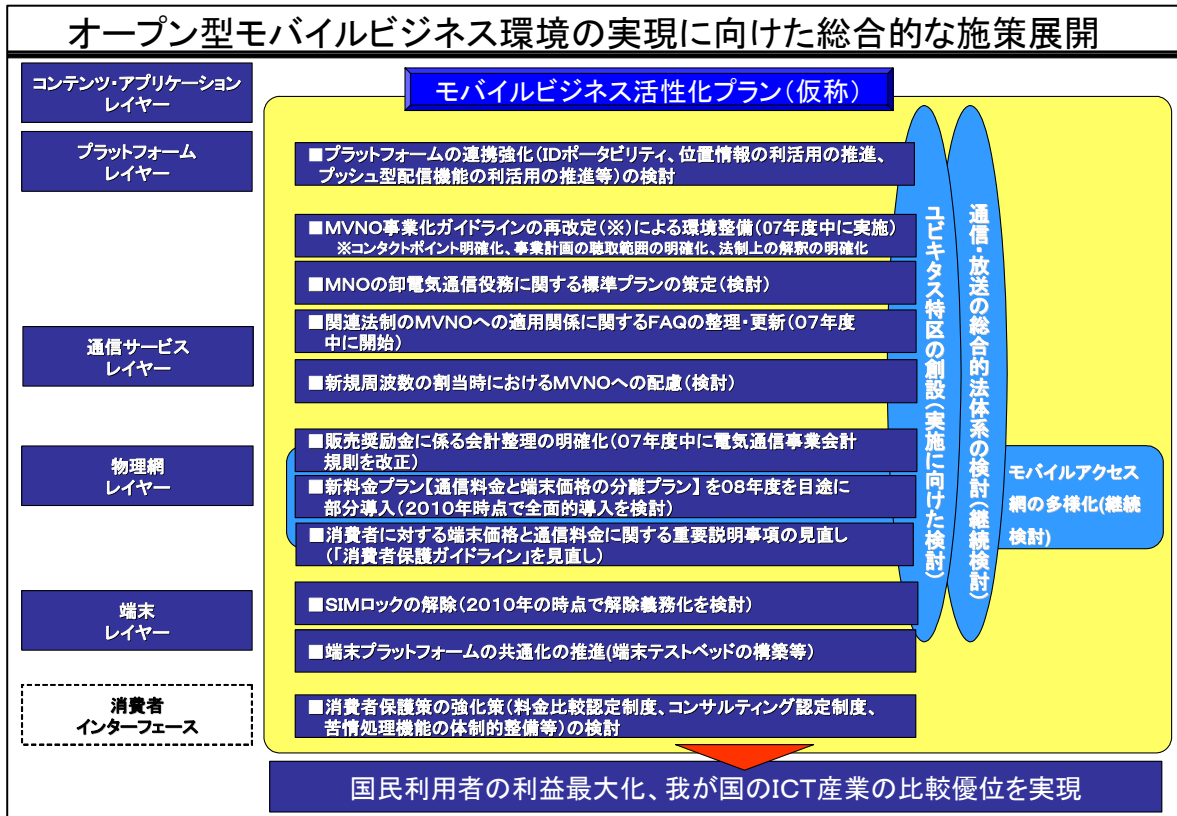 オープン型モバイルビジネス環境の実現に向けた総合的な施策展開
コンテンツ・アプリケーション
レイヤー
プラットフォーム
レイヤー
通信サービス
レイヤー
物理網
レイヤー
端末
レイヤー
消費者
インターフェース
モバイルビジネス活性化プラン(仮称)
■プラットフォームの連携強化(IDポータビリティ、位置情報の利活用の推進、
プッシュ型配信機能の利活用の推進等)の検討
■MVNO事業化ガイドラインの再改定(※)による環境整備(07年度中に実施)
※コンタクトポイント明確化、事業計画の聴取範囲の明確化、法制上の解釈の明確化
■MNOの卸電気通信役務に関する標準プランの策定(検討)
■関連法制のMVNOへの適用関係に関するFAQの整理・更新(07年度
中に開始)
■新規周波数の割当時におけるMVNOへの配慮(検討)
■販売奨励金に係る会計整理の明確化(07年度中に電気通信事業会計
規則を改正)
■新料金プラン【通信料金と端末価格の分離プラン】を08年度を目途に
部分導入(2010年時点で全面的導入を検討)
■消費者に対する端末価格と通信料金に関する重要説明事項の見直し
(「消費者保護ガイドライン」を見直し)
■SIMロックの解除(2010年の時点で解除義務化を検討)
■端末プラットフォームの共通化の推進(端末テストベッドの構築等)
■消費者保護策の強化策(料金比較認定制度、コンサルティング認定制度、
苦情処理機能の体制的整備等)の検討
ユビキタス特区の創設(実施に向けた検討)
通信・放送の総合的法体系の検討(継続検討)
モバイルアクセス
網の多様化(継続
検討)
国民利用者の利益最大化、我が国のICT産業の比較優位を実現